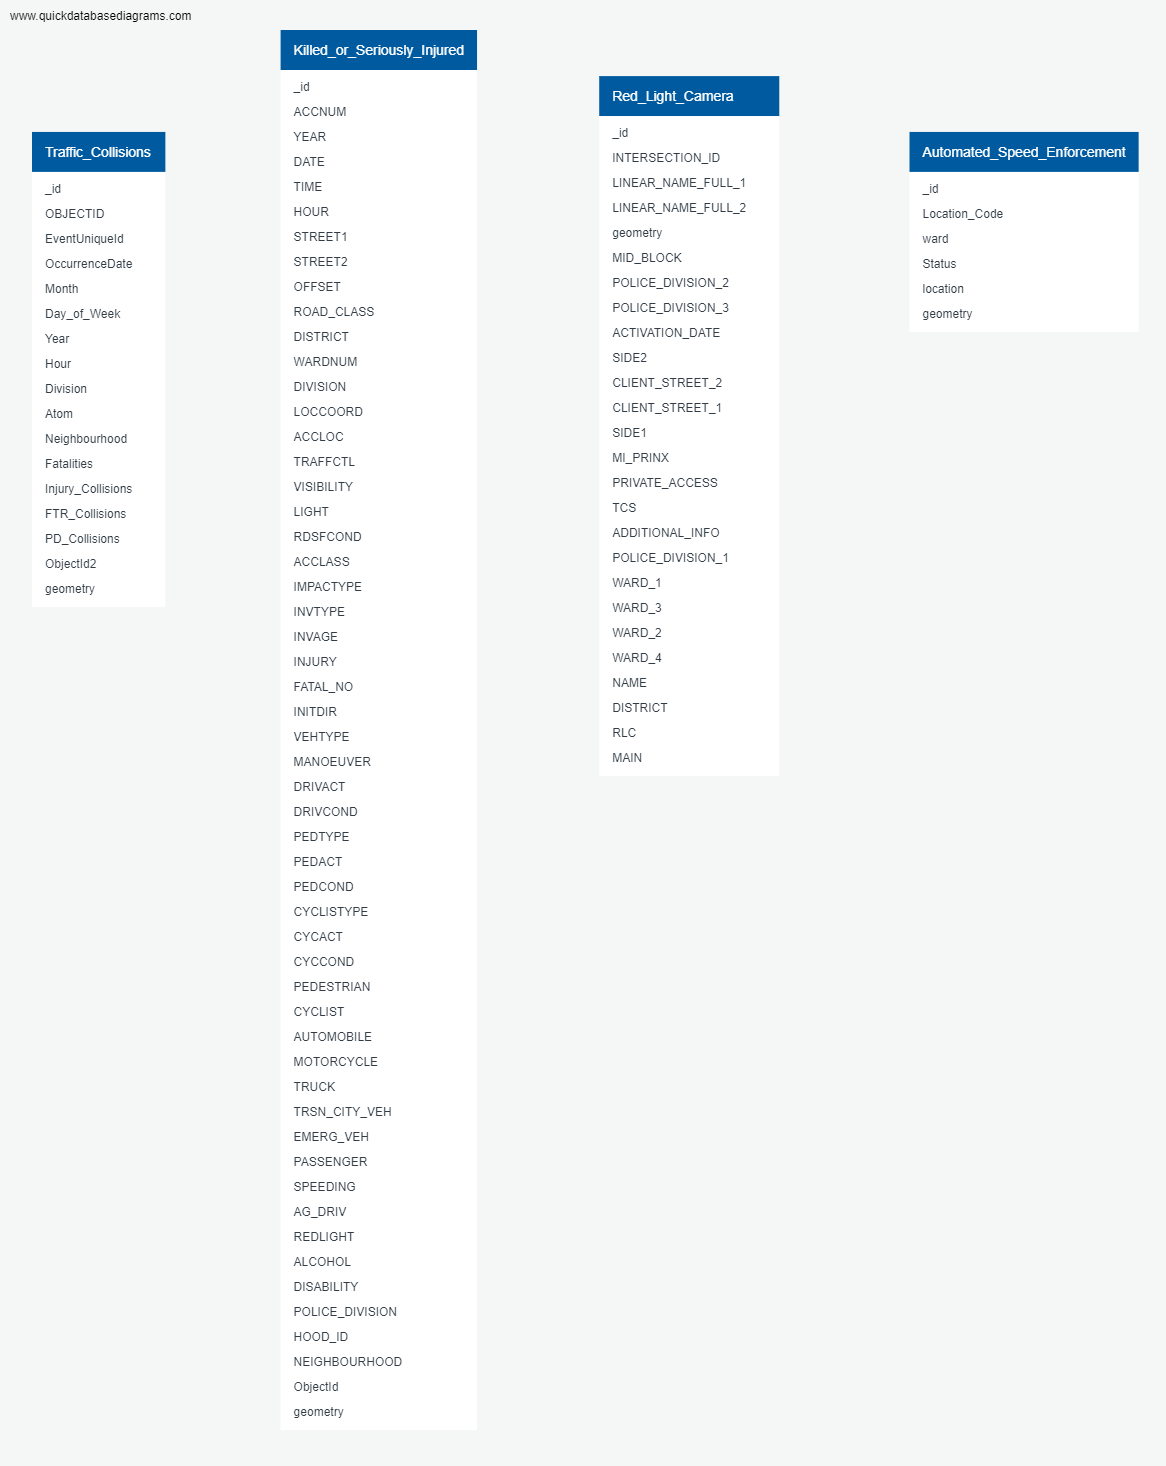 www.quickdatabasediagrams.com
Traffic_Collisions
_id
OBJECTID
EventUniqueId
OccurrenceDate
Month
Day_of_Week
Year
Hour
Division
Atom
Neighbourhood
Fatalities
Injury_Collisions
FTR_Collisions
PD_Collisions
ObjectId2
geometry
Killed_or_Seriously_Injured
_id
ACCNUM
YEAR
DATE
TIME
HOUR
STREET1
STREET2
OFFSET
ROAD_CLASS
DISTRICT
WARDNUM
DIVISION
LOCCOORD
ACCLOC
TRAFFCTL
VISIBILITY
LIGHT
RDSFCOND
ACCLASS
IMPACTYPE
INVTYPE
INVAGE
INJURY
FATAL_NO
INITDIR
VEHTYPE
MANOEUVER
DRIVACT
DRIVCOND
PEDTYPE
PEDACT
PEDCOND
CYCLISTYPE
CYCACT
CYCCOND
PEDESTRIAN
CYCLIST
AUTOMOBILE
MOTORCYCLE
TRUCK
TRSN_CITY_VEH
EMERG_VEH
PASSENGER
SPEEDING
AG_DRIV
REDLIGHT
ALCOHOL
DISABILITY
POLICE_DIVISION
HOOD_ID
NEIGHBOURHOOD
ObjectId
geometry
Red_Light_Camera
_id
INTERSECTION_ID
LINEAR_NAME_FULL_1
LINEAR_NAME_FULL_2
geometry
MID_BLOCK
POLICE_DIVISION_2
POLICE_DIVISION_3
ACTIVATION_DATE
SIDE2
CLIENT_STREET_2
CLIENT_STREET_1
SIDE1
MI_PRINX
PRIVATE_ACCESS
TCS
ADDITIONAL_INFO
POLICE_DIVISION_1
WARD_1
WARD_3
WARD_2
WARD_4
NAME
DISTRICT
RLC
MAIN
Automated_Speed_Enforcement
_id
Location_Code
ward
Status
location
geometry